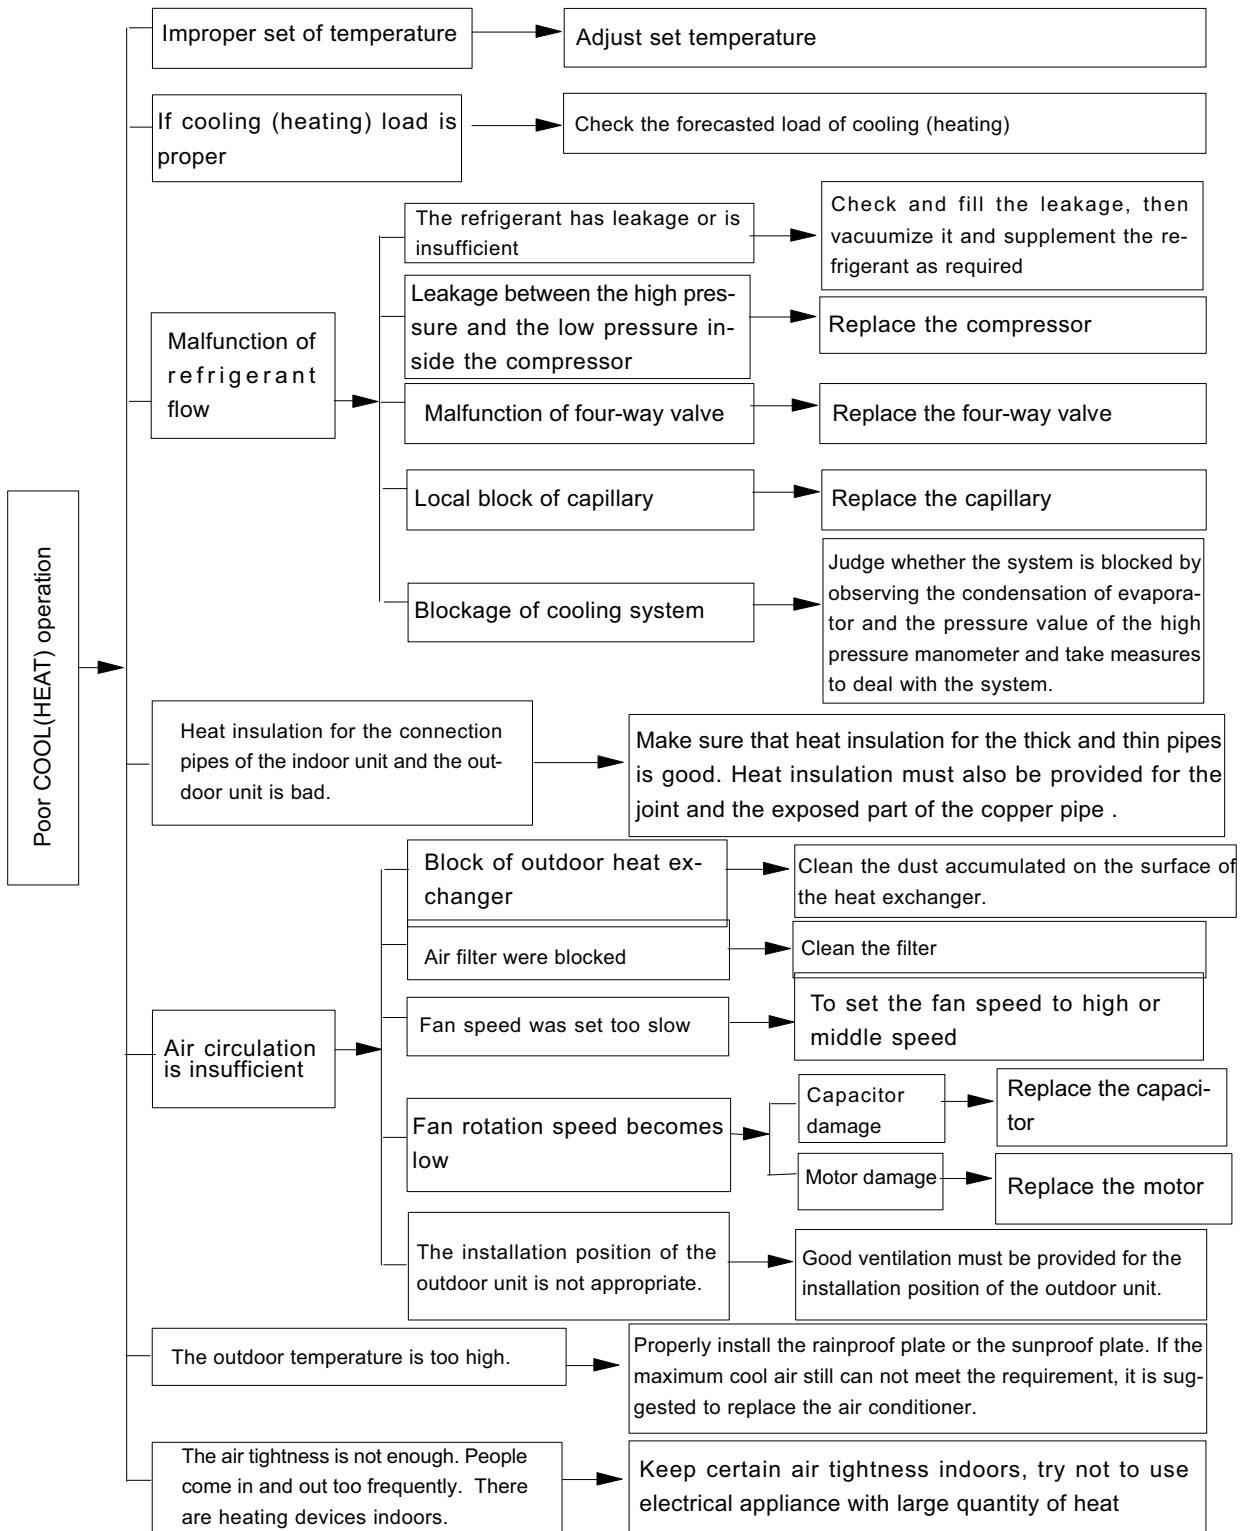 Improper set of temperature
Adjust set temperature
If cooling (heating) load is
proper
Check the forecasted load of cooling (heating)
The refrigerant has leakage or is
insufficient
Check and fill the leakage, then
vacuumize it and supplement the re-
frigerant as required
Leakage between the high pres-
sure and the low pressure in-
side the compressor
Replace the compressor
Malfunction of
refrigerant
flow
Malfunction of four-way valve
Replace the four-way valve
Local block of capillary
Replace the capillary
Blockage of cooling system
Judge whether the system is blocked by
observing the condensation of evapora-
tor and the pressure value of the high
pressure manometer and take measures
to deal with the system.
Poor COOL(HEAT) operation
Heat insulation for the connection
pipes of the indoor unit and the out-
door unit is bad.
Make sure that heat insulation for the thick and thin pipes
is good. Heat insulation must also be provided for the
joint and the exposed part of the copper pipe .
Block of outdoor heat ex-
changer
Clean the dust accumulated on the surface of
the heat exchanger.
Air filter were blocked
Clean the filter
Air circulation
is insufficient
Fan speed was set too slow
To set the fan speed to high or
middle speed
Fan rotation speed becomes
low
Capacitor
damage
Replace the capaci-
tor
Motor damage
Replace the motor
The installation position of the
outdoor unit is not appropriate.
Good ventilation must be provided for the
installation position of the outdoor unit.
The outdoor temperature is too high.
Properly install the rainproof plate or the sunproof plate. If the
maximum cool air still can not meet the requirement, it is sug-
gested to replace the air conditioner.
The air tightness is not enough. People
come in and out too frequently. There
are heating devices indoors.
Keep certain air tightness indoors, try not to use
electrical appliance with large quantity of heat